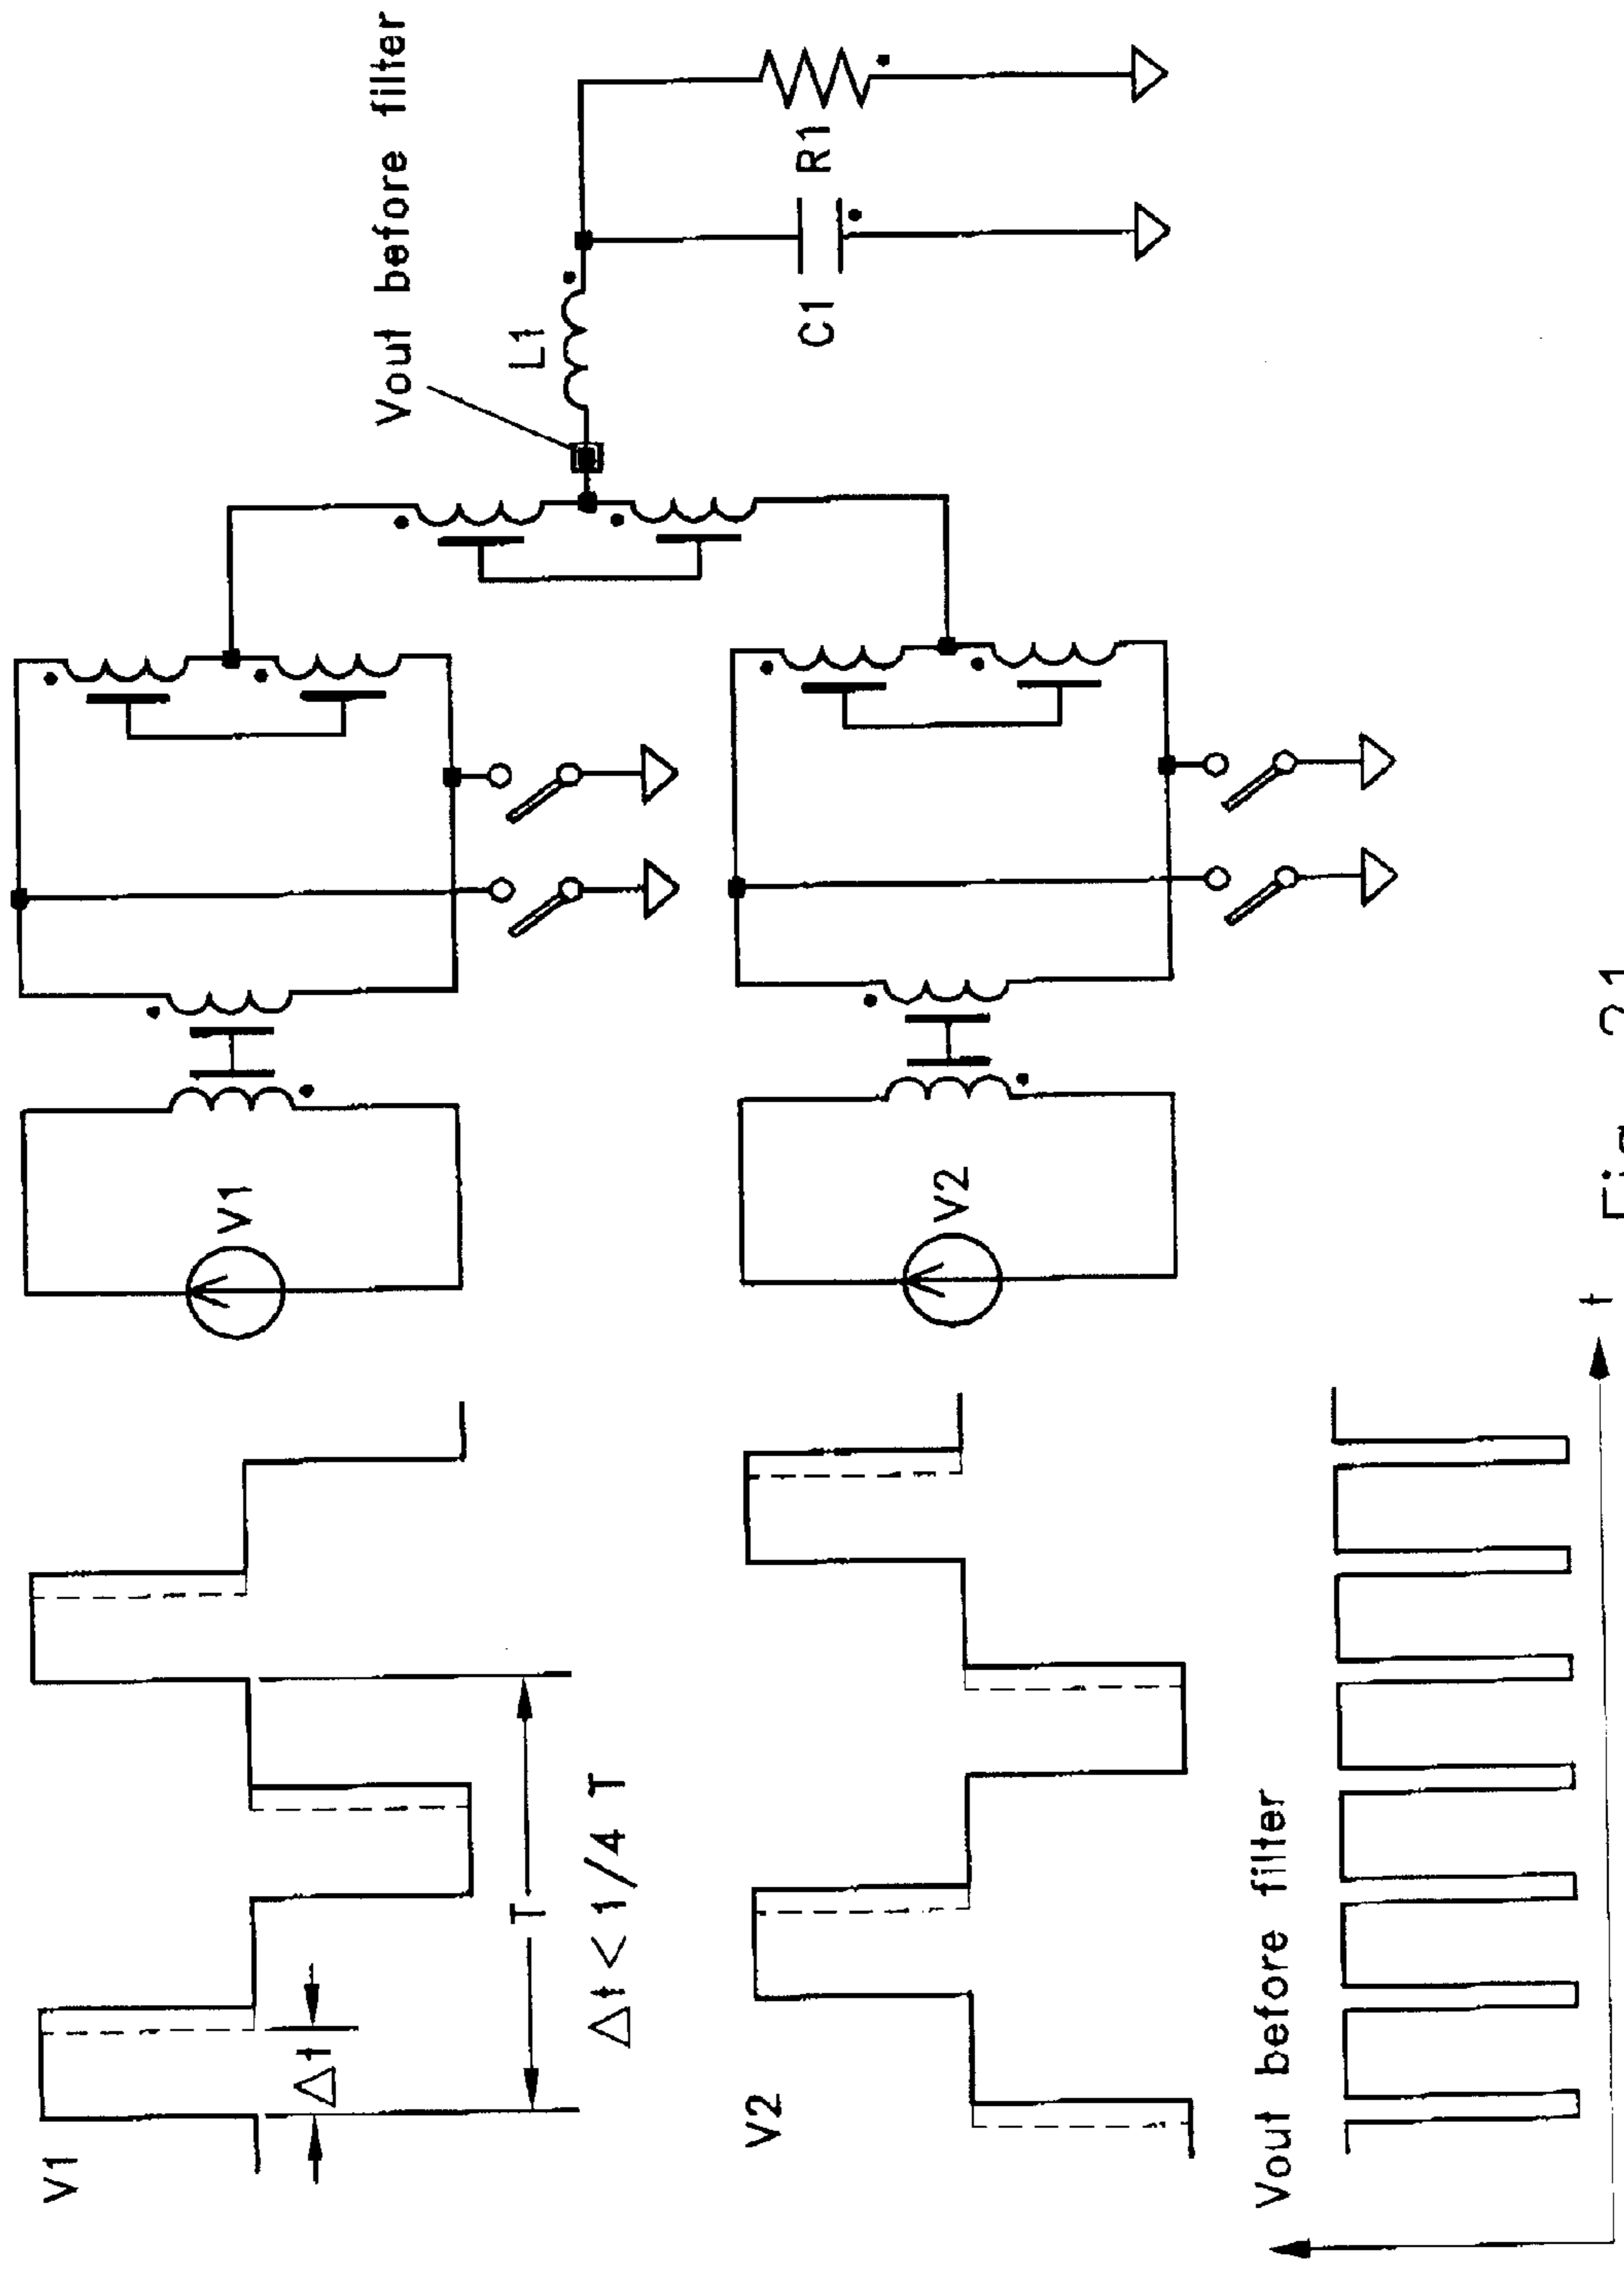 V1
Δt
T
Δt < 1/4 T
V2
Vout before filter
t
V1
V2
Vout before filter
L1
C1
R1